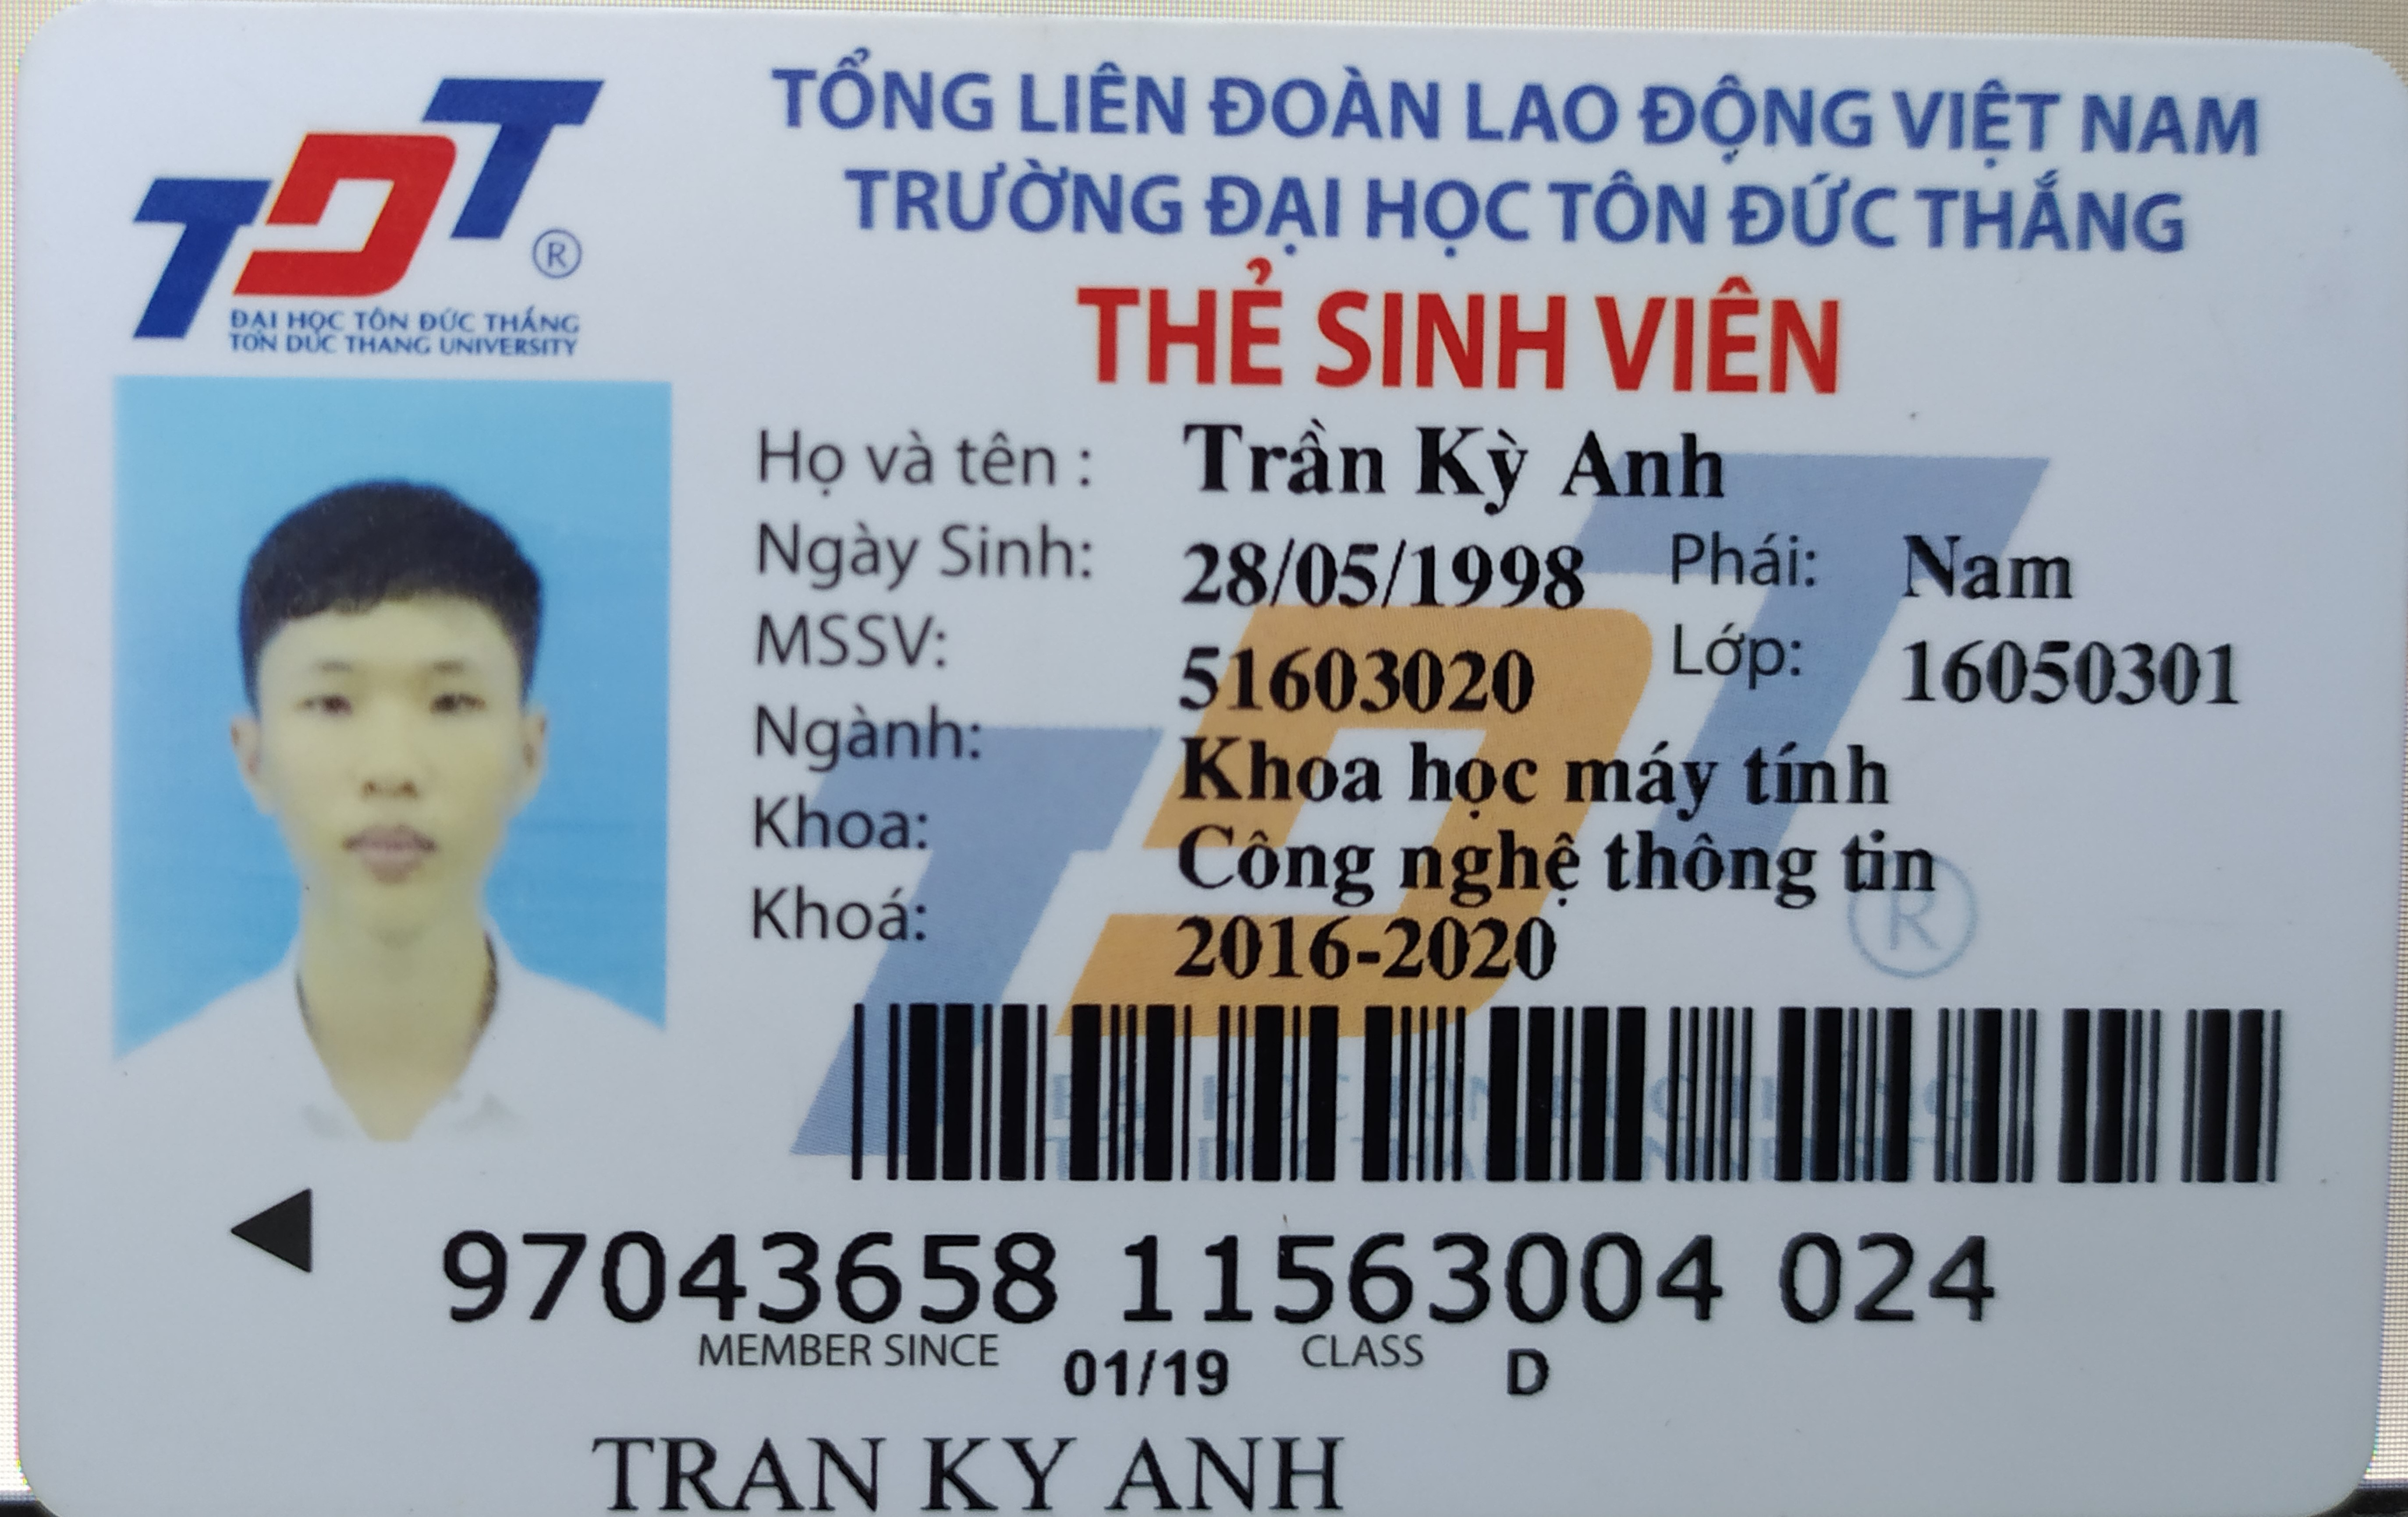 TDT ®
ĐẠI HỌC TÔN ĐỨC THẮNG
TON DUC THANG UNIVERSITY
TỔNG LIÊN ĐOÀN LAO ĐỘNG VIỆT NAM
TRƯỜNG ĐẠI HỌC TÔN ĐỨC THẮNG
THẺ SINH VIÊN
Họ và tên : Trần Kỳ Anh
Ngày Sinh: 28/05/1998 Phái: Nam
MSSV: 51603020 Lớp: 16050301
Ngành: Khoa học máy tính
Khoa: Công nghệ thông tin
Khoá: 2016-2020
97043658 11563004 024
MEMBER SINCE 01/19 CLASS D
TRAN KY ANH